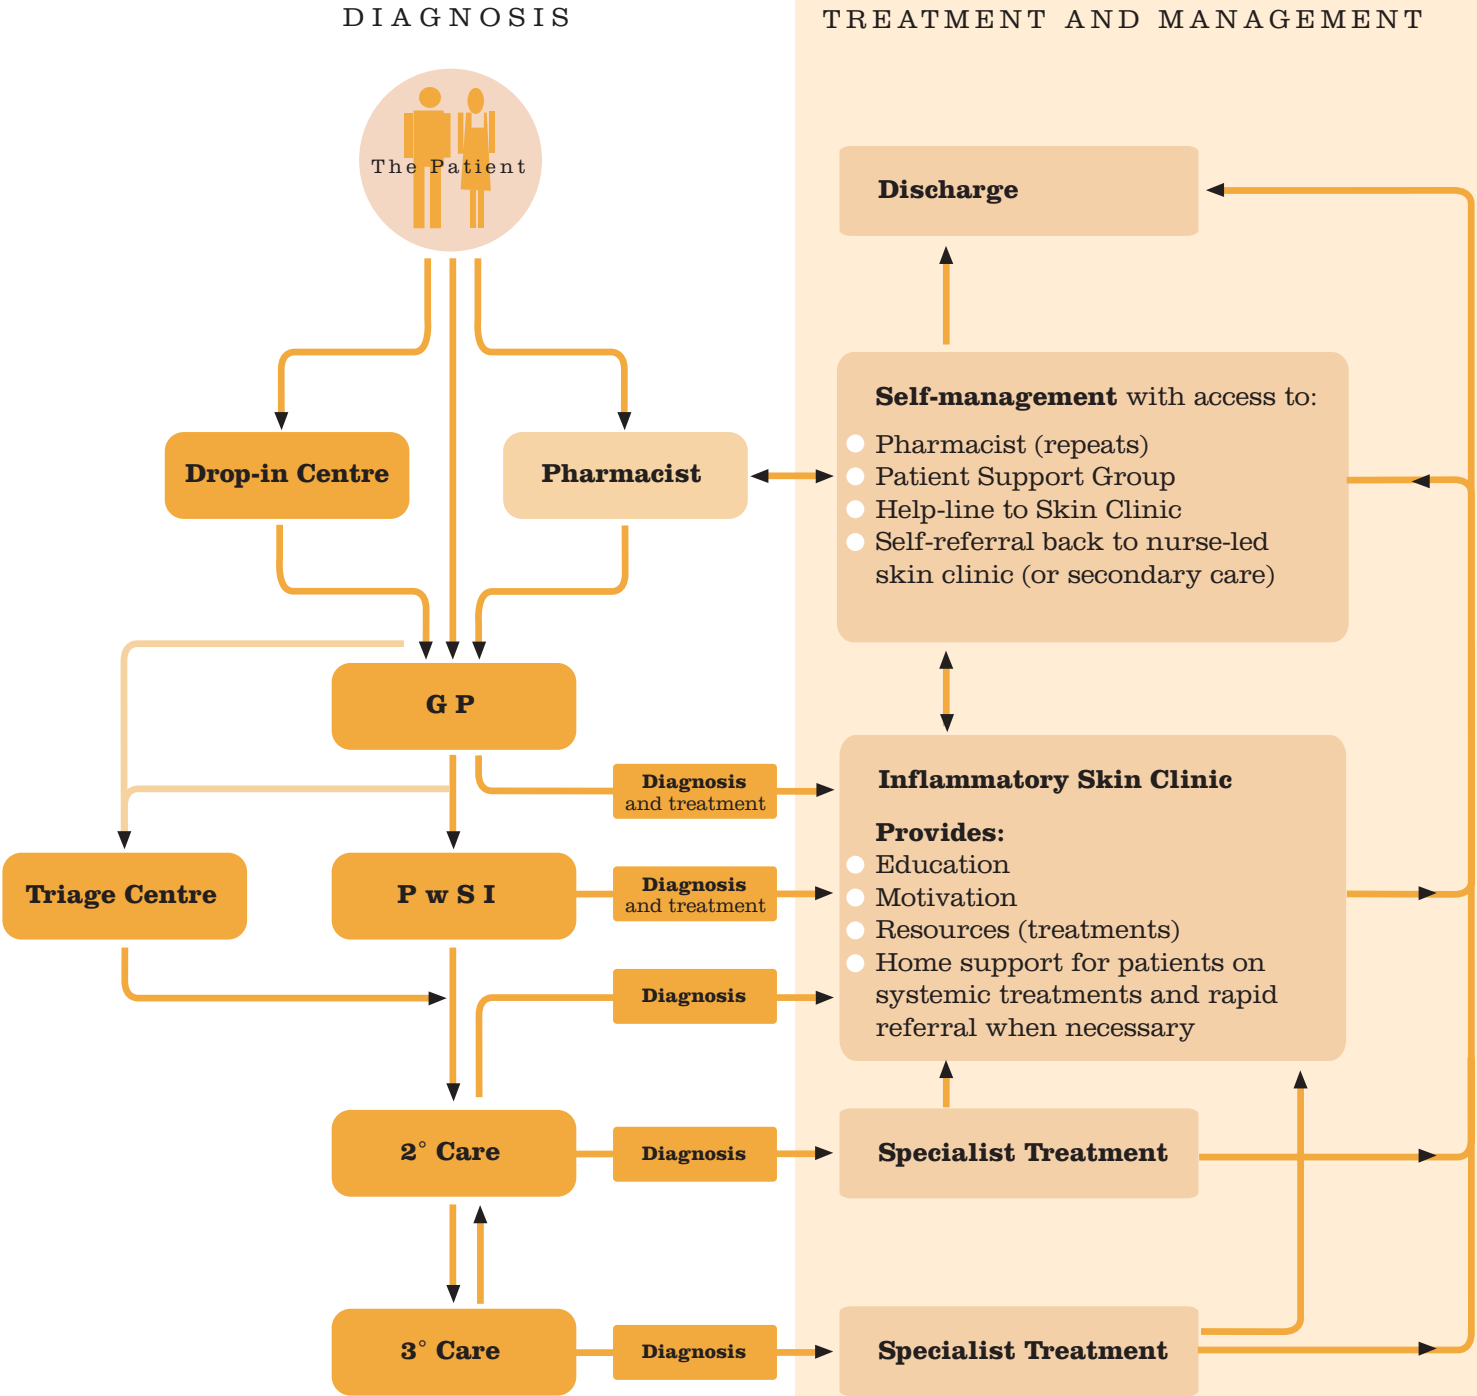 DIAGNOSIS
TREATMENT AND MANAGEMENT
The Patient
Discharge
Self-management with access to:
Pharmacist (repeats)
Patient Support Group
Help-line to Skin Clinic
Self-referral back to nurse-led
skin clinic (or secondary care)
Drop-in Centre
Pharmacist
GP
Diagnosis
and treatment
Inflammatory Skin Clinic
Provides:
Education
Motivation
Resources (treatments)
Home support for patients on
systemic treatments and rapid
referral when necessary
Triage Centre
PwSI
Diagnosis
and treatment
Diagnosis
2° Care
Diagnosis
Specialist Treatment
3° Care
Diagnosis
Specialist Treatment